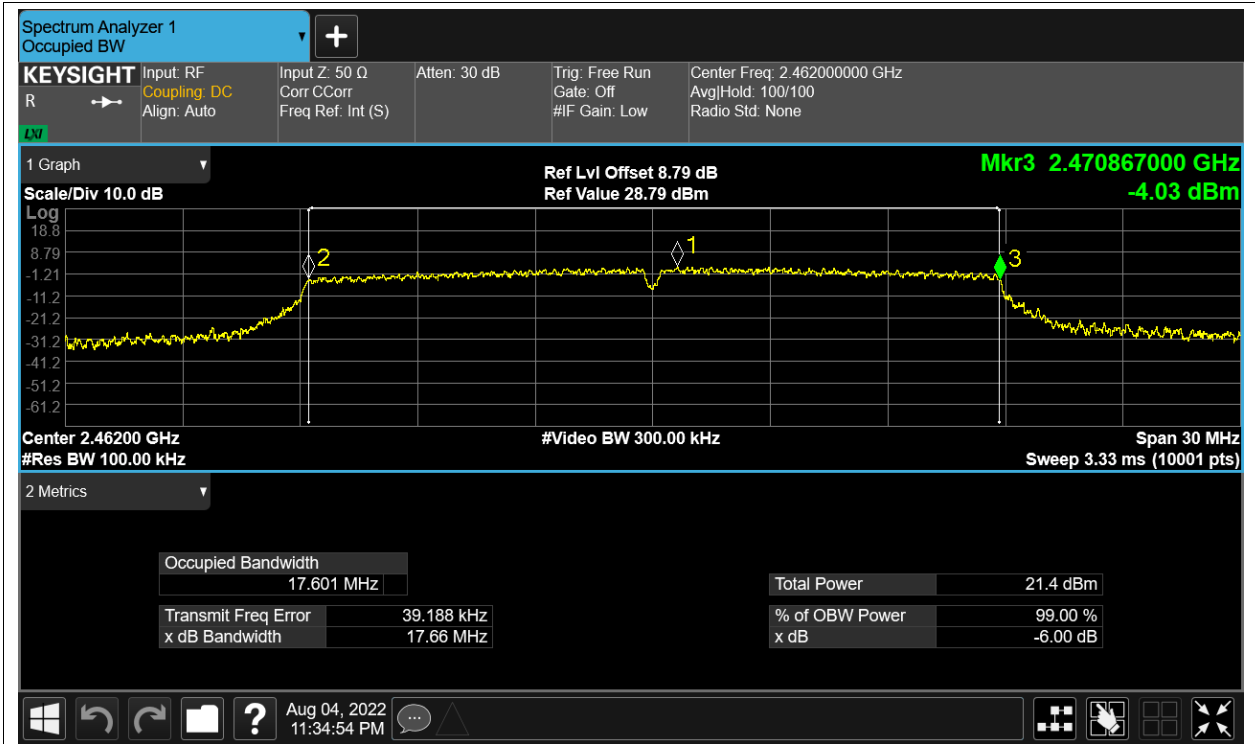 Spectrum Analyzer 1
Occupied BW
KEYSIGHT
R
LXI
Input: RF
Coupling: DC
Align: Auto
Input Z: 50 Ω
Corr CCorr
Freq Ref: Int (S)
Atten: 30 dB
Trig: Free Run
Gate: Off
#IF Gain: Low
Center Freq: 2.462000000 GHz
Avg|Hold: 100/100
Radio Std: None
1 Graph
Scale/Div 10.0 dB
Ref Lvl Offset 8.79 dB
Ref Value 28.79 dBm
Mkr3 2.470867000 GHz
-4.03 dBm
Log
18.8
8.79
-1.21
-11.2
-21.2
-31.2
-41.2
-51.2
-61.2
2
1
3
Center 2.46200 GHz
#Res BW 100.00 kHz
#Video BW 300.00 kHz
Span 30 MHz
Sweep 3.33 ms (10001 pts)
2 Metrics
Occupied Bandwidth
17.601 MHz
Transmit Freq Error 39.188 kHz
x dB Bandwidth 17.66 MHz
Total Power 21.4 dBm
% of OBW Power 99.00 %
x dB -6.00 dB
?
Aug 04, 2022
11:34:54 PM